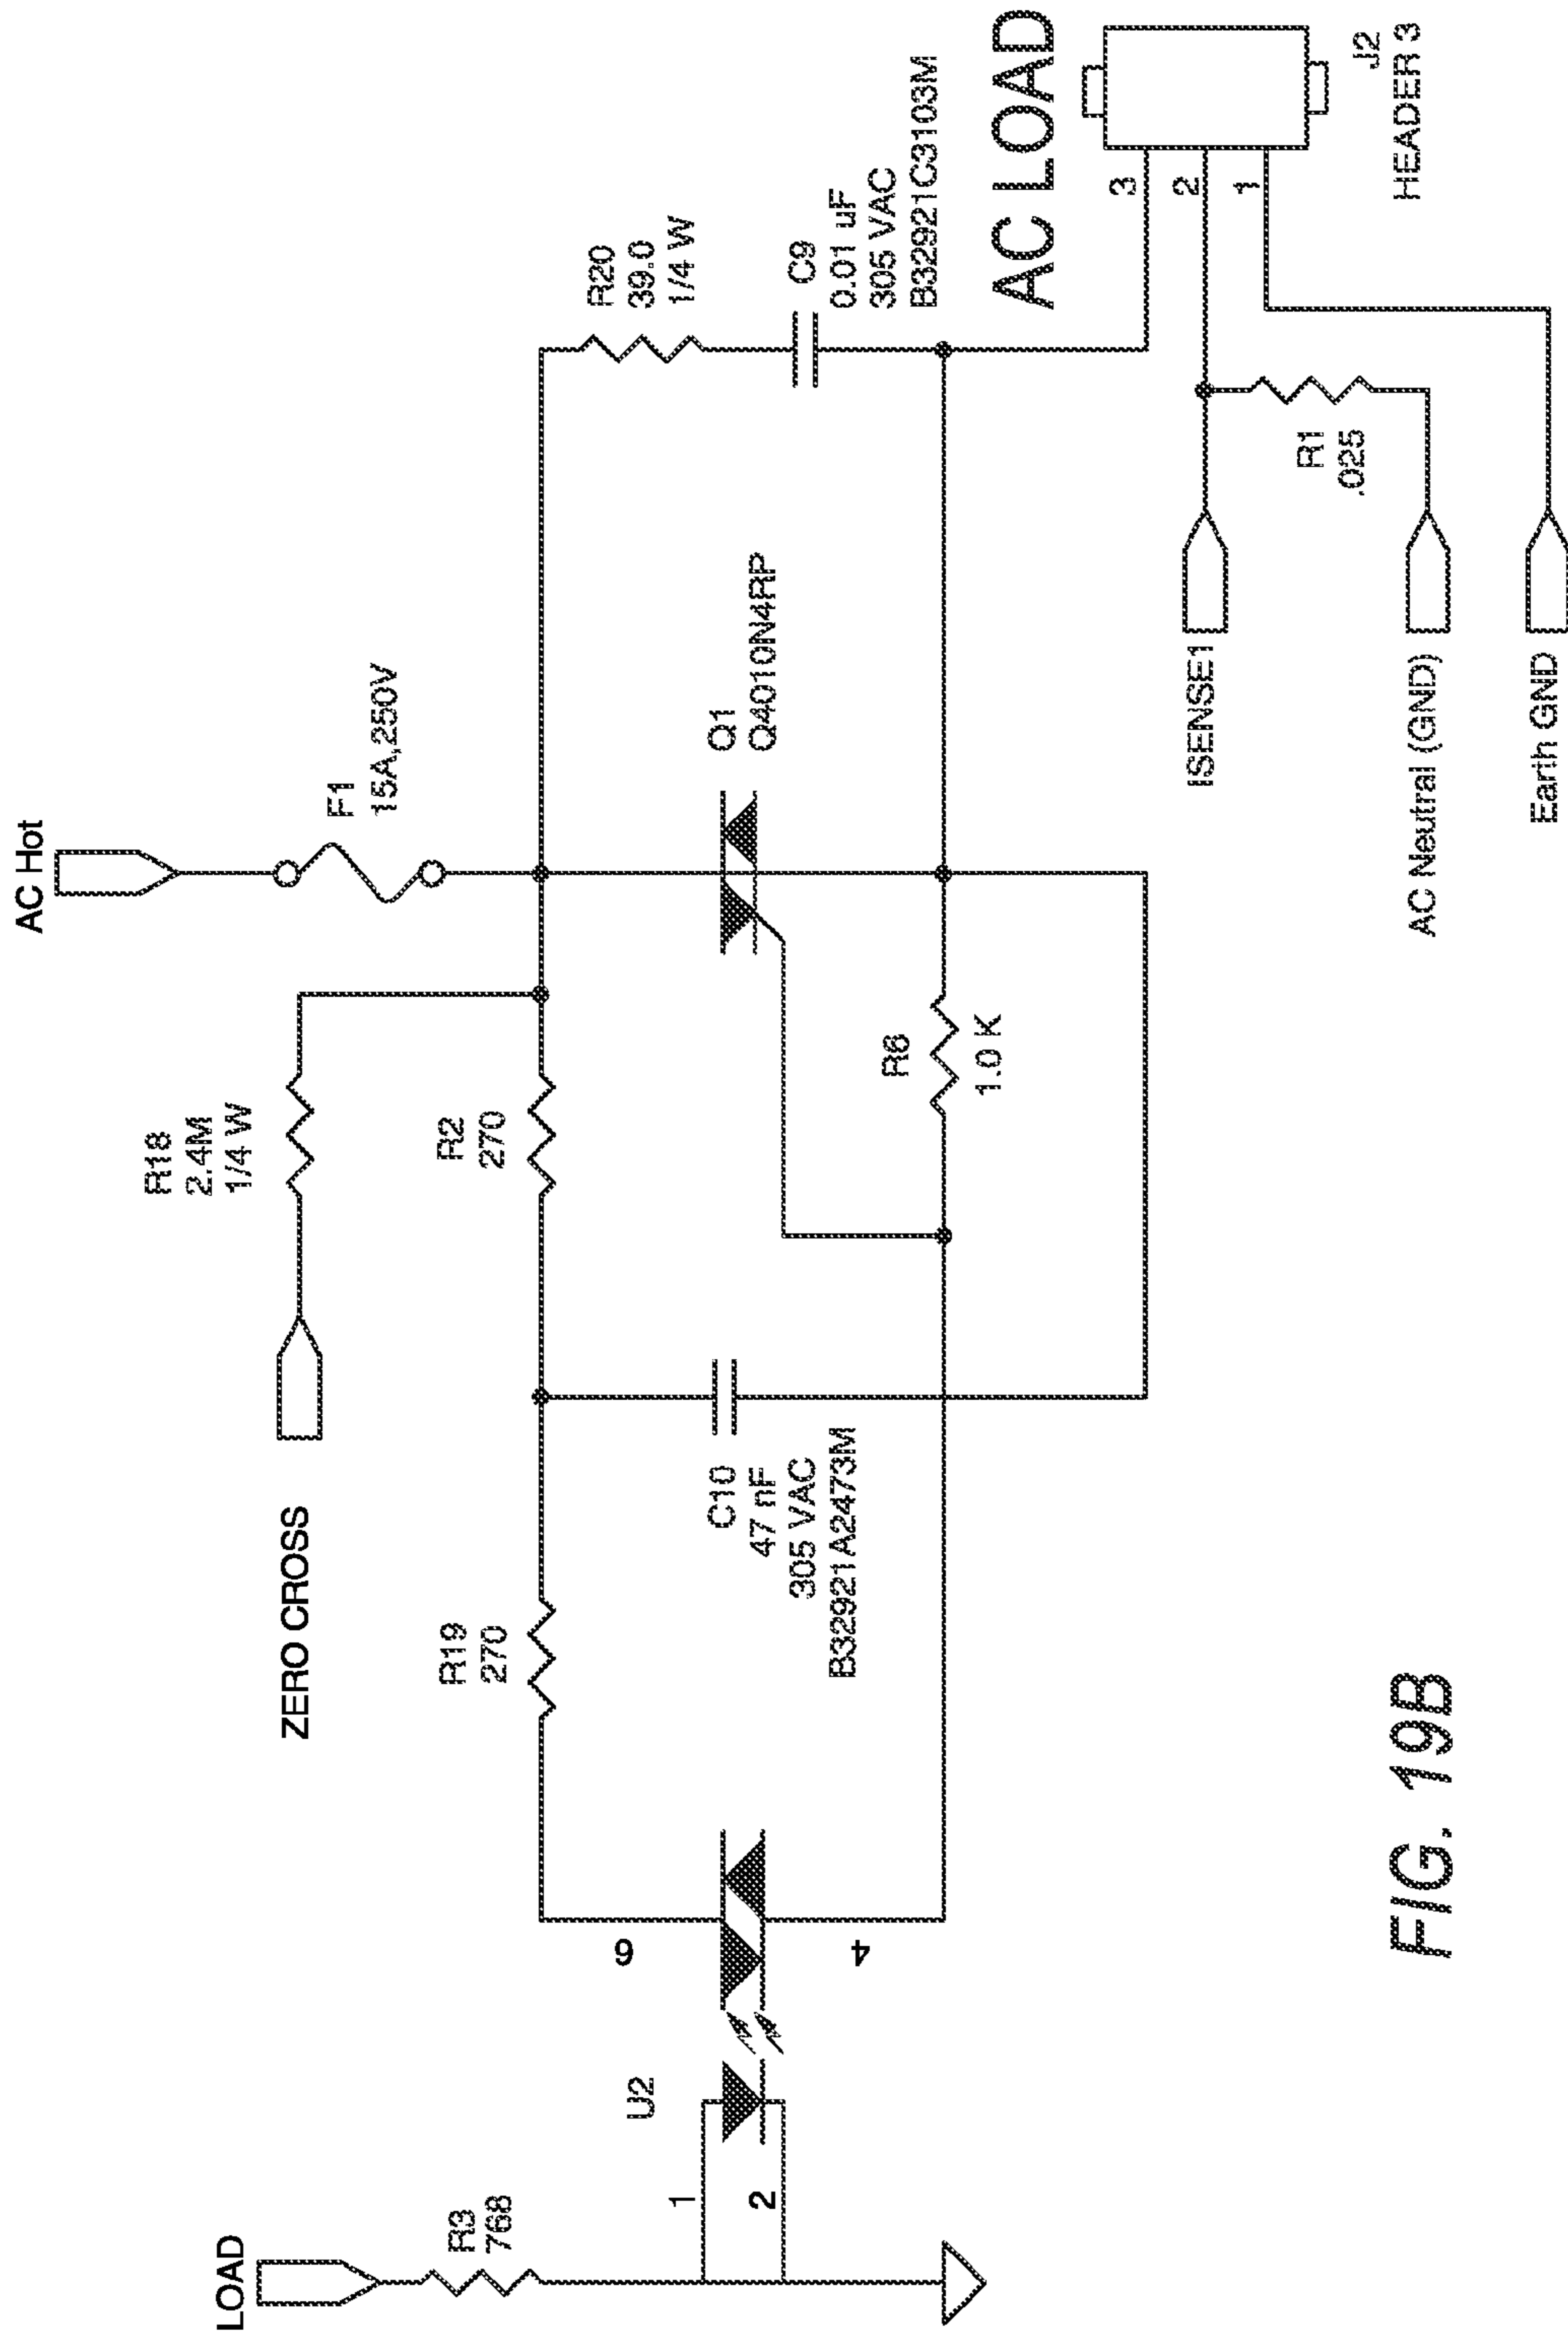 LOAD
R3
768
U2
1
2
6
4
ZERO CROSS
R18
2.4M
1/4 W
R19
270
R2
270
C10
47 nF
305 VAC
B32921A2473M
AC Hot
F1
15A,250V
Q1
Q4010N4RP
R6
1.0 K
R20
39.0
1/4 W
C9
0.01 uF
305 VAC
B32921C3103M
AC LOAD
3
2
1
J2
HEADER 3
ISENSE1
R1
.025
AC Neutral (GND)
Earth GND
FIG. 19B